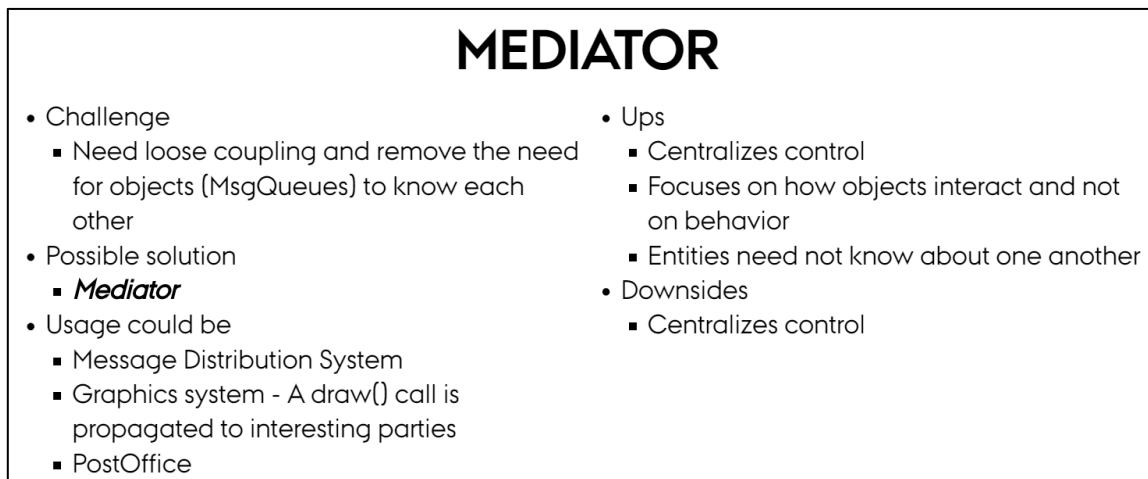 MEDIATOR
• Challenge
▪ Need loose coupling and remove the need
for objects (MsgQueues) to know each
other
• Possible solution
▪ Mediator
• Usage could be
▪ Message Distribution System
▪ Graphics system - A draw() call is
propagated to interesting parties
▪ PostOffice
• Ups
▪ Centralizes control
▪ Focuses on how objects interact and not
on behavior
▪ Entities need not know about one another
• Downsides
▪ Centralizes control